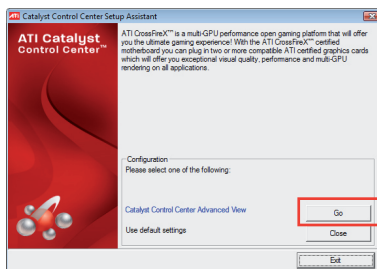 ATI Catalyst Control Center Setup Assistant
ATI Catalyst
Control Center™
ATI CrossFireX™ is a multi-GPU performance open gaming platform that will offer
you the ultimate gaming experience! With the ATI CrossFireX™ certified
motherboard you can plug in two or more compatible ATI certified graphics cards
which will offer you exceptional visual quality, performance and multi-GPU
rendering on all applications.
Configuration
Please select one of the following:
Catalyst Control Center Advanced View
Go
Use default settings
Close
Exit